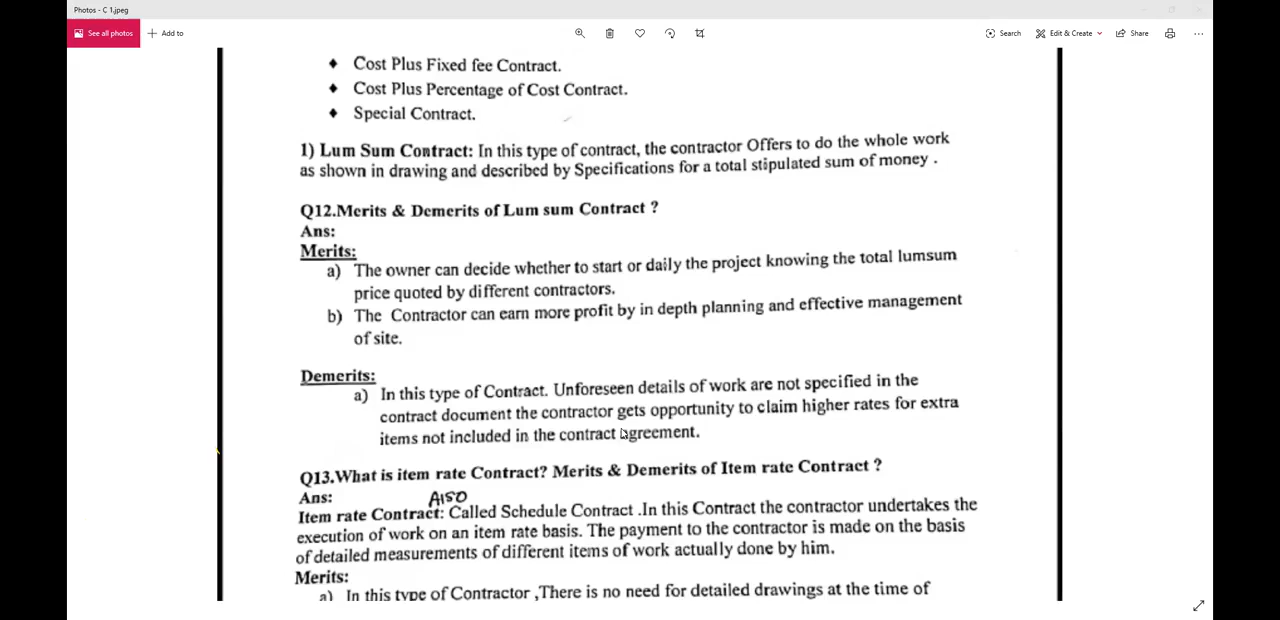 Photos - C 1.jpeg
See all photos
Add to
Search
Edit & Create
Share
♦ Cost Plus Fixed fee Contract.
♦ Cost Plus Percentage of Cost Contract.
♦ Special Contract.
1) Lum Sum Contract: In this type of contract, the contractor Offers to do the whole work
as shown in drawing and described by Specifications for a total stipulated sum of money .
Q12.Merits & Demerits of Lum sum Contract ?
Ans:
Merits:
a) The owner can decide whether to start or daily the project knowing the total lumsum
price quoted by different contractors.
b) The Contractor can earn more profit by in depth planning and effective management
of site.
Demerits:
a) In this type of Contract. Unforeseen details of work are not specified in the
contract document the contractor gets opportunity to claim higher rates for extra
items not included in the contract agreement.
Q13.What is item rate Contract? Merits & Demerits of Item rate Contract ?
Ans:
Also
Item rate Contract: Called Schedule Contract .In this Contract the contractor undertakes the
execution of work on an item rate basis. The payment to the contractor is made on the basis
of detailed measurements of different items of work actually done by him.
Merits:
a) In this type of Contractor ,There is no need for detailed drawings at the time of